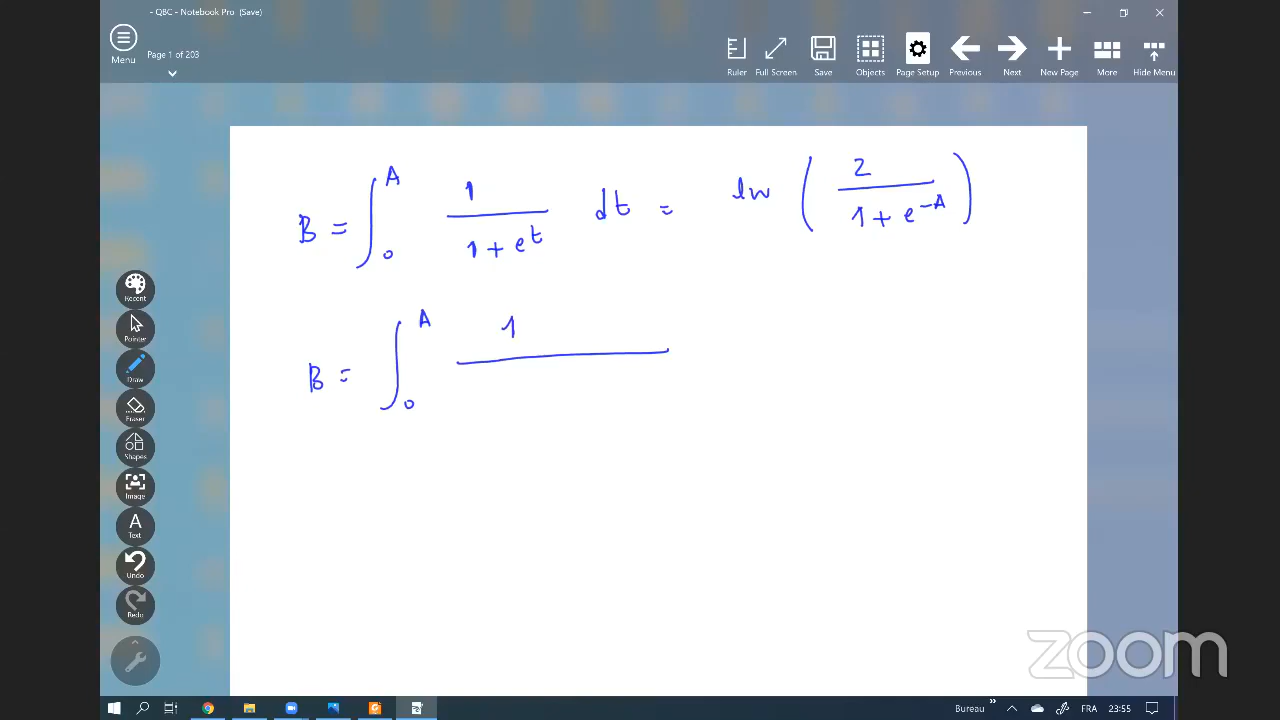 - QBC - Notebook Pro (Save)
Menu
Page 1 of 203
Ruler
Full Screen
Save
Objects
Page Setup
Previous
Next
New Page
More
Hide Menu
B = ∫₀^A 1/(1 + e^t) dt = ln (2/(1 + e^-A))
B = ∫₀^A 1
Recent
Pointer
Draw
Eraser
Shapes
Image
A
Text
Undo
Redo
zoom
Bureau
»
FRA
23:55